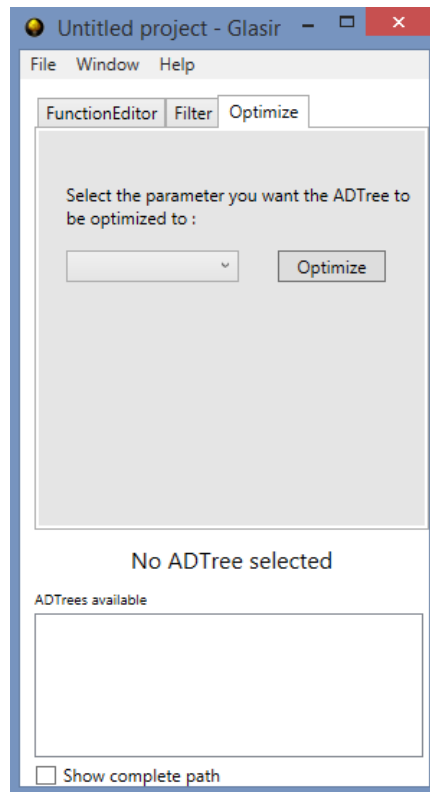 Untitled project - Glasir
File Window Help
FunctionEditor Filter Optimize
Select the parameter you want the ADTree to
be optimized to :
Optimize
No ADTree selected
ADTrees available
Show complete path